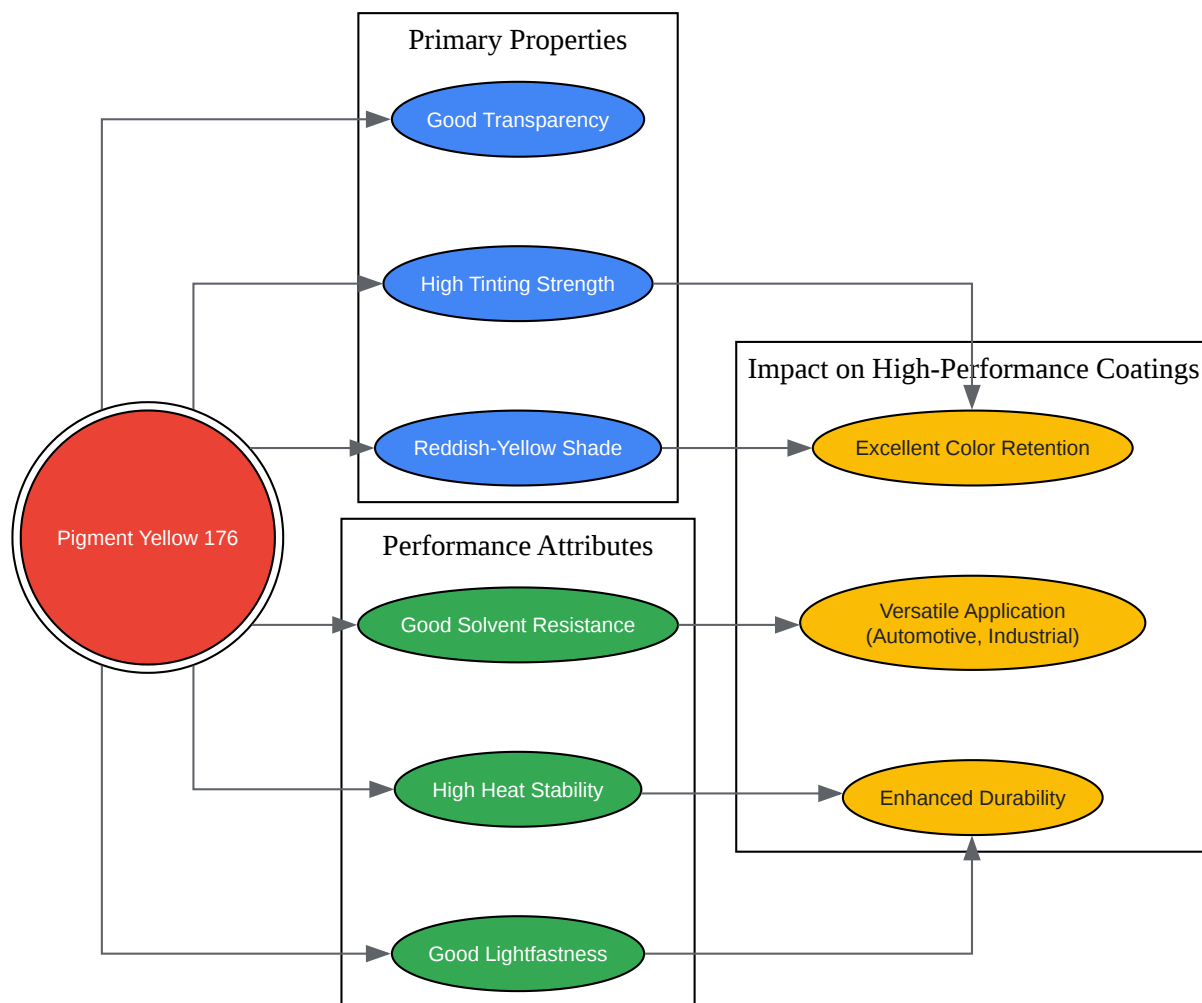 Primary Properties
Good Transparency
High Tinting Strength
Reddish-Yellow Shade
Pigment Yellow 176
Performance Attributes
Good Solvent Resistance
High Heat Stability
Good Lightfastness
Impact on High-Performance Coatings
Excellent Color Retention
Versatile Application
(Automotive, Industrial)
Enhanced Durability